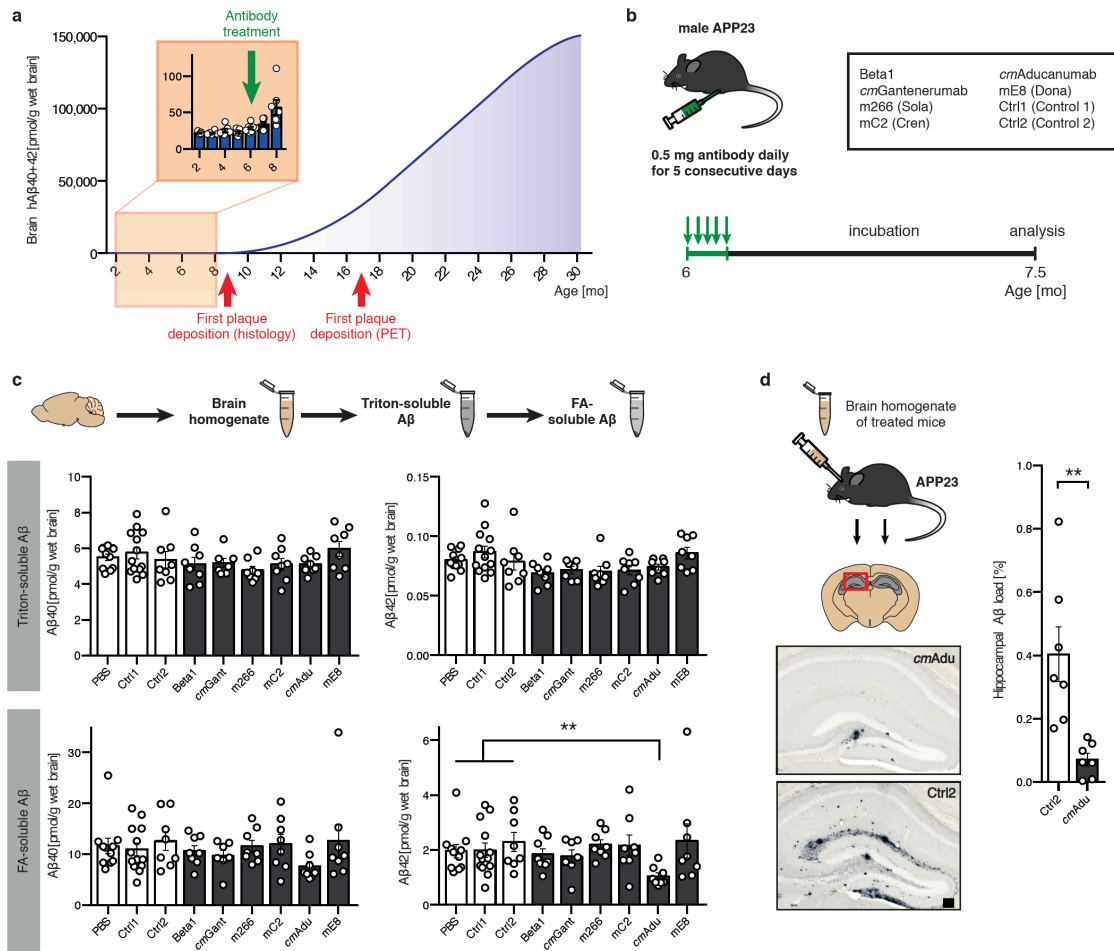 a
Antibody
treatment
150,000
100,000
50,000
0
Brain hAβ40+42[pmol/g wet brain]
100
50
0
2
4
6
8
2
4
6
8
10
12
14
16
18
20
22
24
26
28
30
Age [mo]
First plaque
deposition (histology)
First plaque
deposition (PET)
b
male APP23
0.5 mg antibody daily
for 5 consecutive days
Beta1
cmGantenerumab
m266 (Sola)
mC2 (Cren)
cmAducanumab
mE8 (Dona)
Ctrl1 (Control 1)
Ctrl2 (Control 2)
incubation
analysis
6
7.5
Age [mo]
c
Brain
homogenate
Triton-soluble
Aβ
FA-
soluble Aβ
Triton-soluble Aβ
Aβ40[pmol/g wet brain]
10
8
6
4
2
0
PBS
Ctrl1
Ctrl2
Beta1
cmGant
m266
mC2
cmAdu
mE8
Aβ42[pmol/g wet brain]
0.15
0.10
0.05
0.00
PBS
Ctrl1
Ctrl2
Beta1
cmGant
m266
mC2
cmAdu
mE8
FA-soluble Aβ
Aβ40[pmol/g wet brain]
30
20
10
0
PBS
Ctrl1
Ctrl2
Beta1
cmGant
m266
mC2
cmAdu
mE8
Aβ42[pmol/g wet brain]
6
4
2
0
**
PBS
Ctrl1
Ctrl2
Beta1
cmGant
m266
mC2
cmAdu
mE8
d
Brain homogenate
of treated mice
APP23
cmAdu
Ctrl2
Hippocampal Aβ load [%]
1.0
0.8
0.6
0.4
0.2
0.0
**
Ctrl2
cmAdu